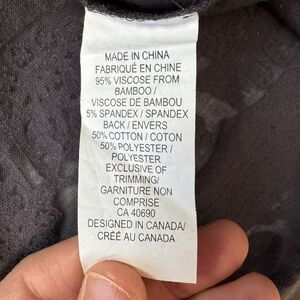 MADE IN CHINA
FABRIQUÉ EN CHINE
95% VISCOSE FROM
BAMBOO /
VISCOSE DE BAMBOU
5% SPANDEX / SPANDEX
BACK / ENVERS
50% COTTON / COTON
50% POLYESTER /
POLYESTER
EXCLUSIVE OF
TRIMMING/
GARNITURE NON
COMPRISE
CA 40690
DESIGNED IN CANADA/
CRÉÉ AU CANADA